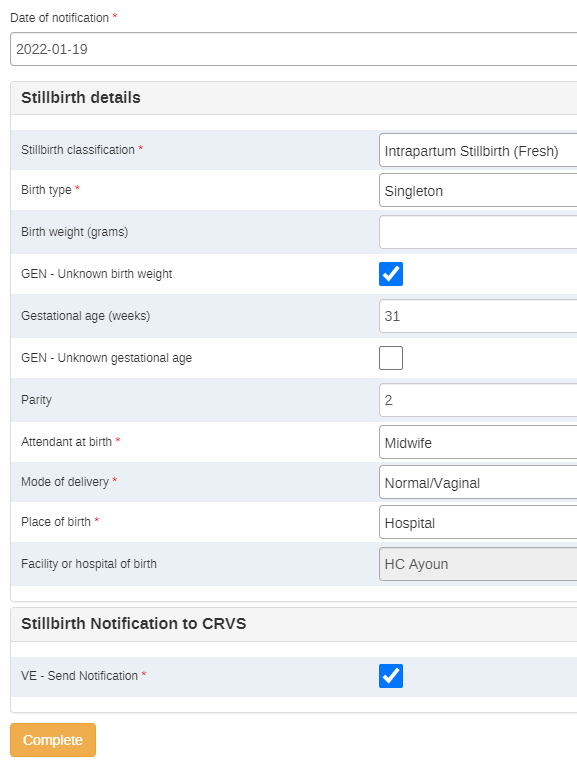 Date of notification *
2022-01-19
Stillbirth details
Stillbirth classification * Intrapartum Stillbirth (Fresh)
Birth type * Singleton
Birth weight (grams)
GEN - Unknown birth weight
Gestational age (weeks) 31
GEN - Unknown gestational age
Parity 2
Attendant at birth * Midwife
Mode of delivery * Normal/Vaginal
Place of birth * Hospital
Facility or hospital of birth HC Ayoun
Stillbirth Notification to CRVS
VE - Send Notification *
Complete